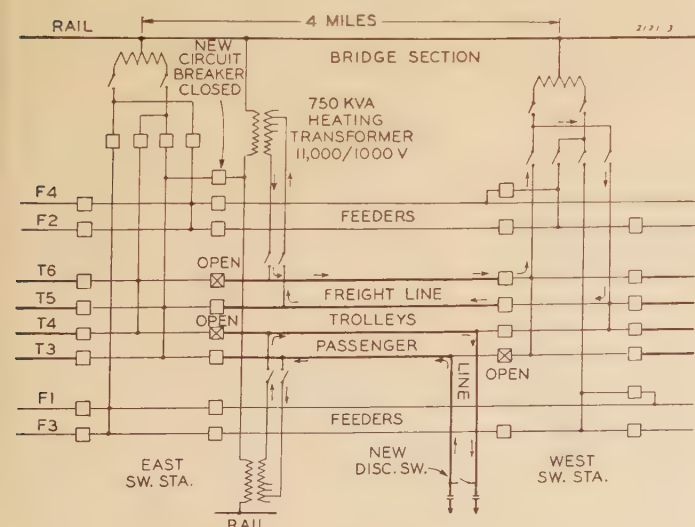 RAIL
4 MILES
2121-3
NEW
CIRCUIT
BREAKER
CLOSED
BRIDGE SECTION
750 KVA
HEATING
TRANSFORMER
11,000/1000 V
F4
F2
FEEDERS
T6
OPEN
FREIGHT LINE
T5
TROLLEYS
T4
OPEN
PASSENGER
T3
LINE
OPEN
F1
FEEDERS
F3
EAST
SW. STA.
NEW
DISC. SW.
WEST
SW. STA.
RAIL